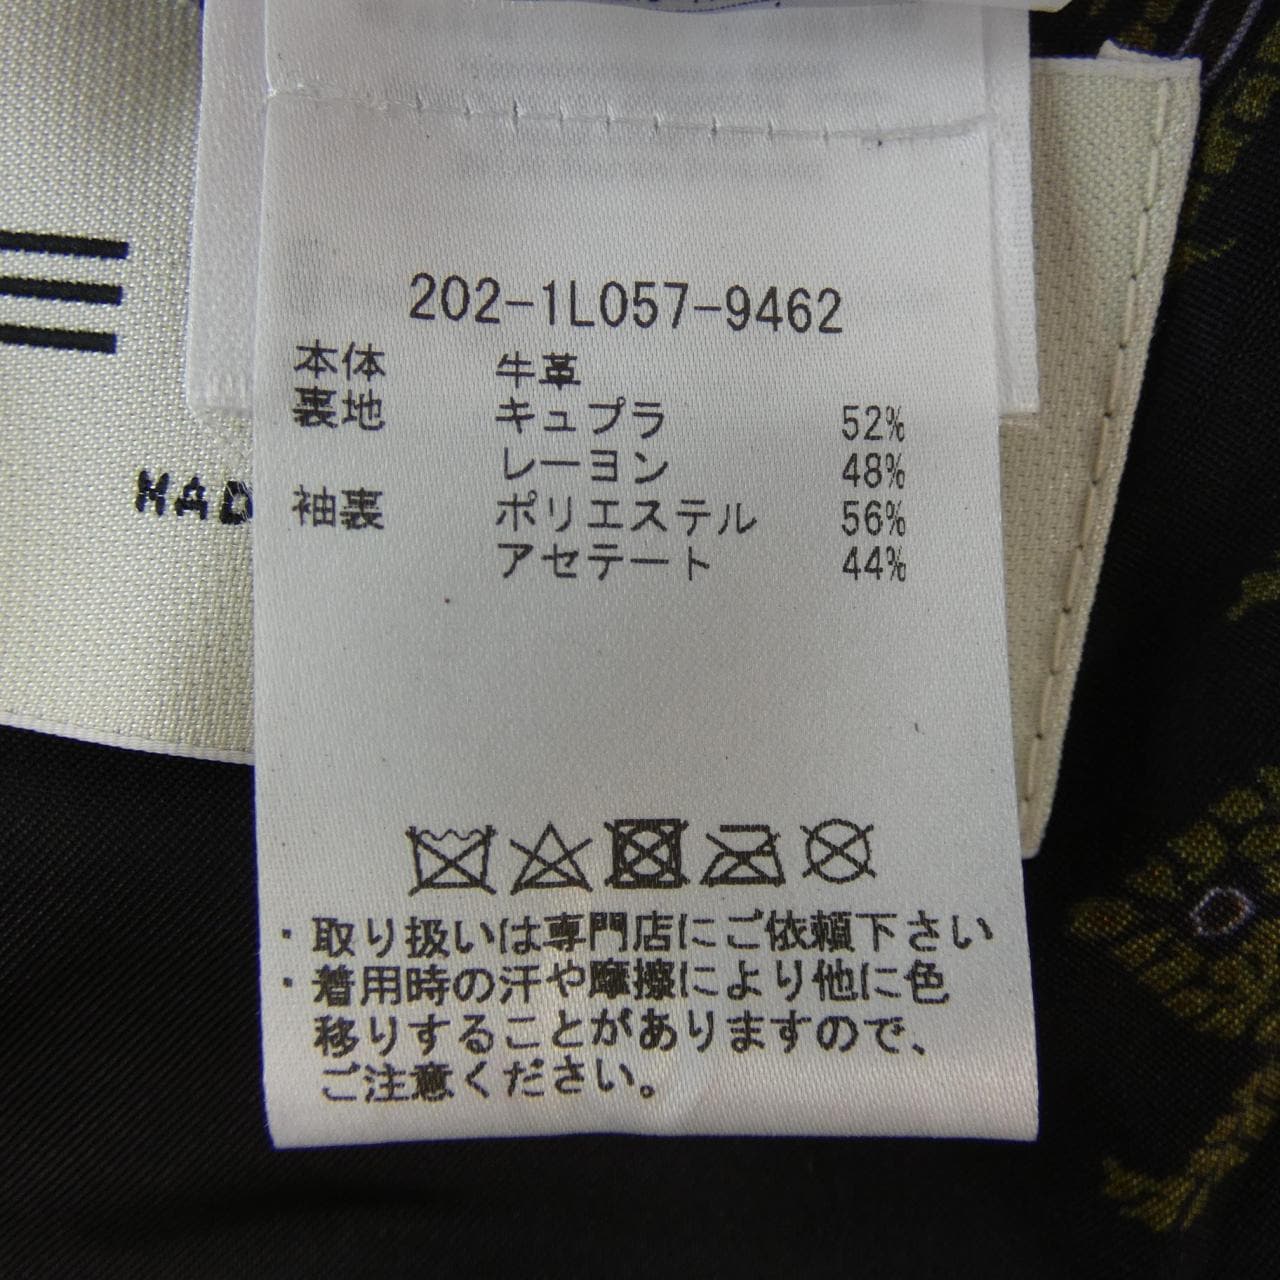 202-1L057-9462
本体 牛革
裏地 キュプラ 52%
レーヨン 48%
袖裏 ポリエステル 56%
アセテート 44%
MAD
・取り扱いは専門店にご依頼下さい
・着用時の汗や摩擦により他に色
移りすることがありますので、
ご注意ください。